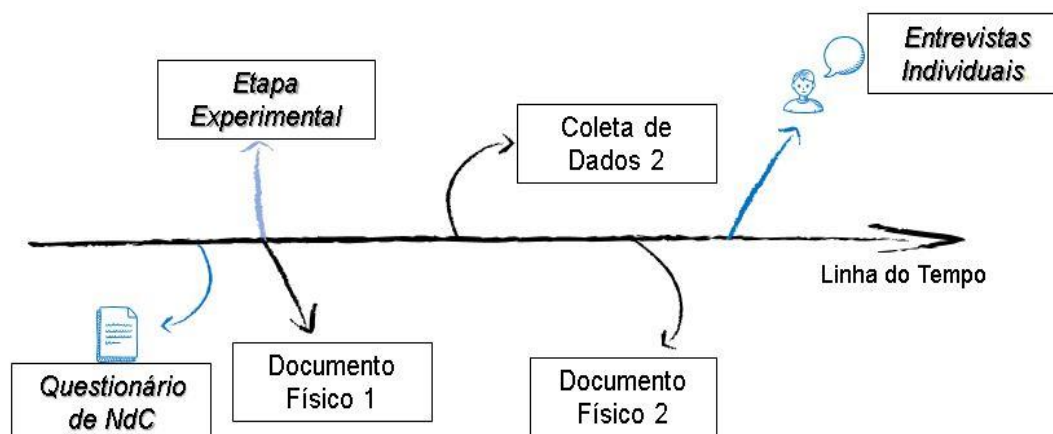 Entrevistas
Individuais
Etapa
Experimental
Coleta de
Dados 2
Linha do Tempo
Questionário
de NdC
Documento
Físico 1
Documento
Físico 2